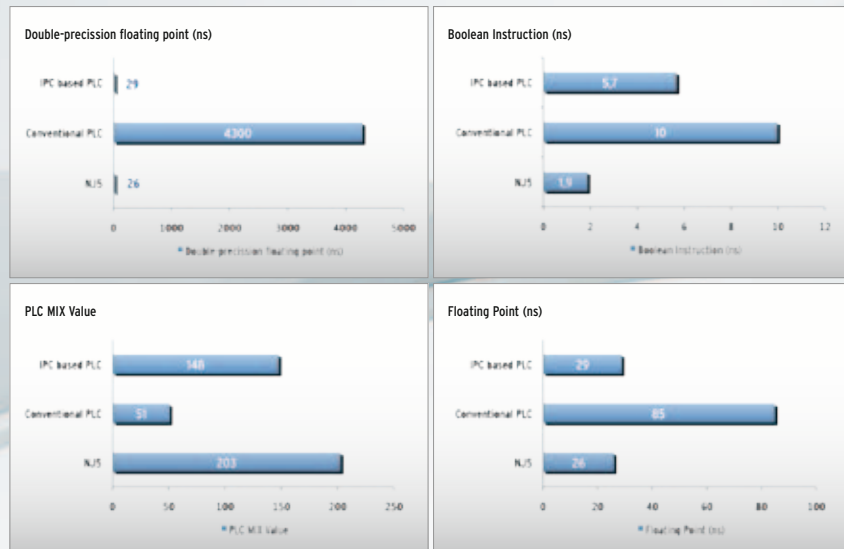 Double-precission floating point (ns)
IPC based PLC
29
Conventional PLC
4300
NJ5
26
0 1000 2000 3000 4000 5000
Double-precission floating point (ns)
Boolean Instruction (ns)
IPC based PLC
5,7
Conventional PLC
10
NJ5
1,9
0 2 4 6 8 10 12
Boolean Instruction (ns)
PLC MIX Value
IPC based PLC
148
Conventional PLC
51
NJ5
203
0 50 100 150 200 250
PLC MIX Value
Floating Point (ns)
IPC based PLC
29
Conventional PLC
85
NJ5
26
0 20 40 60 80 100
Floating Point (ns)